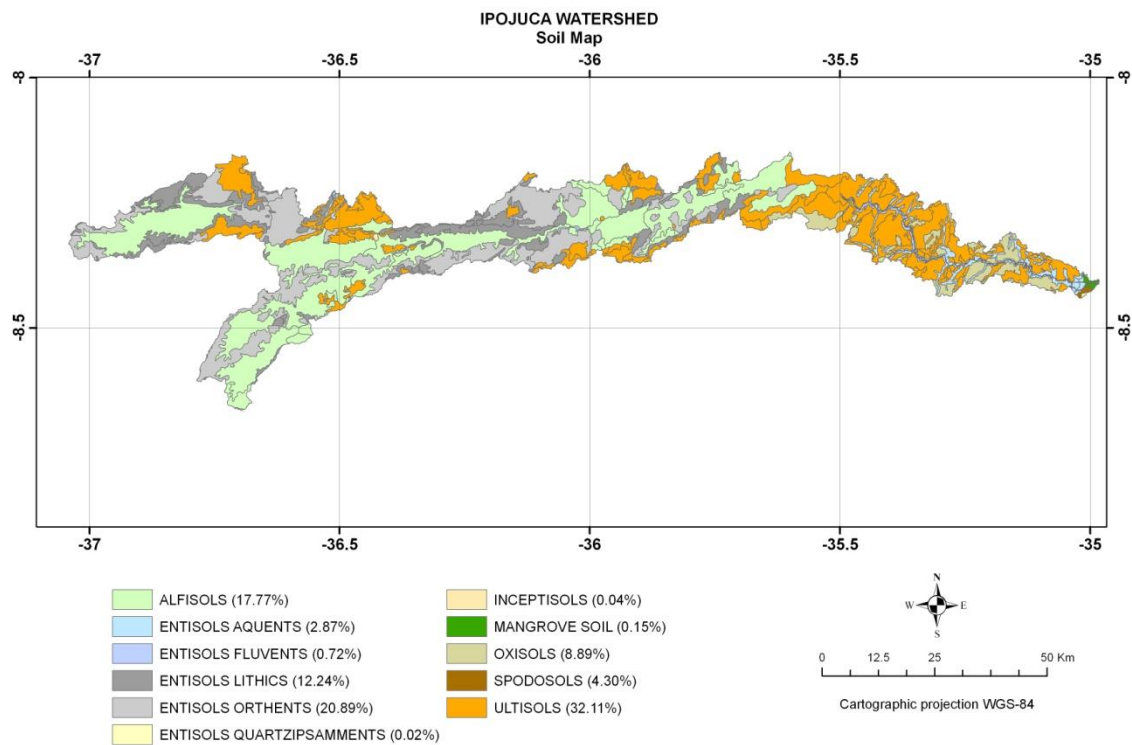 IPOJUCA WATERSHED
Soil Map
-37 -36.5 -36 -35.5 -35
-8 -8
-8.5 -8.5
-37 -36.5 -36 -35.5 -35
ALFISOLS (17.77%)
ENTISOLS AQUENTS (2.87%)
ENTISOLS FLUVENTS (0.72%)
ENTISOLS LITHICS (12.24%)
ENTISOLS ORTHENTS (20.89%)
ENTISOLS QUARTZIPSAMMENTS (0.02%)
INCEPTISOLS (0.04%)
MANGROVE SOIL (0.15%)
OXISOLS (8.89%)
SPODOSOLS (4.30%)
ULTISOLS (32.11%)
N
W E
S
0 12.5 25 50 Km
Cartographic projection WGS-84